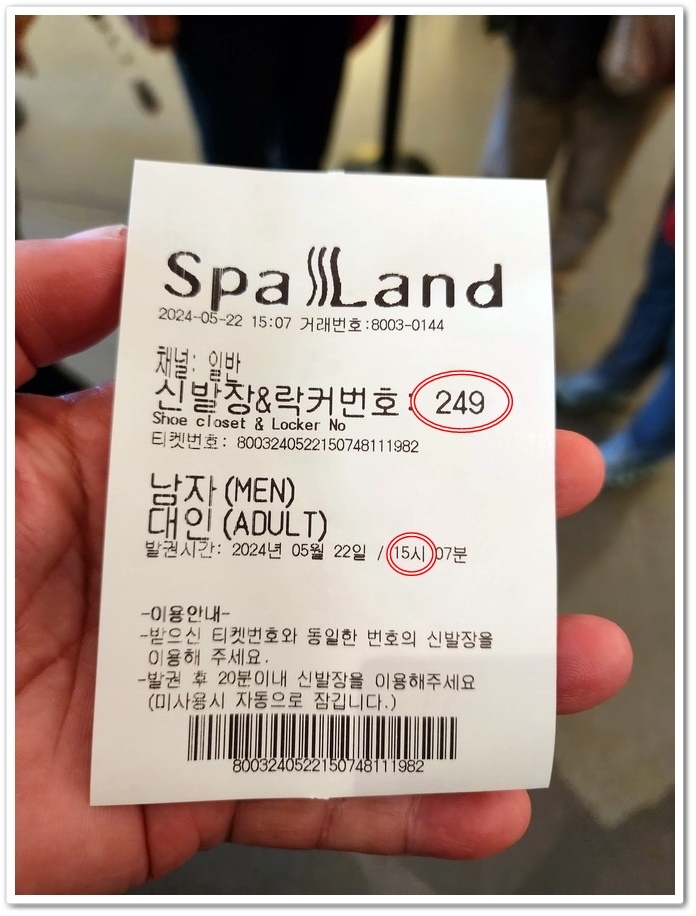 Spa Land
2024-05-22 15:07 거래번호:8003-0144
채널: 일반
신발장&락커번호: 249
Shoe closet & Locker No
티켓번호: 8003240522150748111982
남자(MEN)
대인(ADULT)
발권시간: 2024년 05월 22일 / 15시 07분
-이용안내-
-받으신 티켓번호와 동일한 번호의 신발장을
이용해 주세요.
-발권 후 20분이내 신발장을 이용해주세요
(미사용시 자동으로 잠깁니다.)
8003240522150748111982